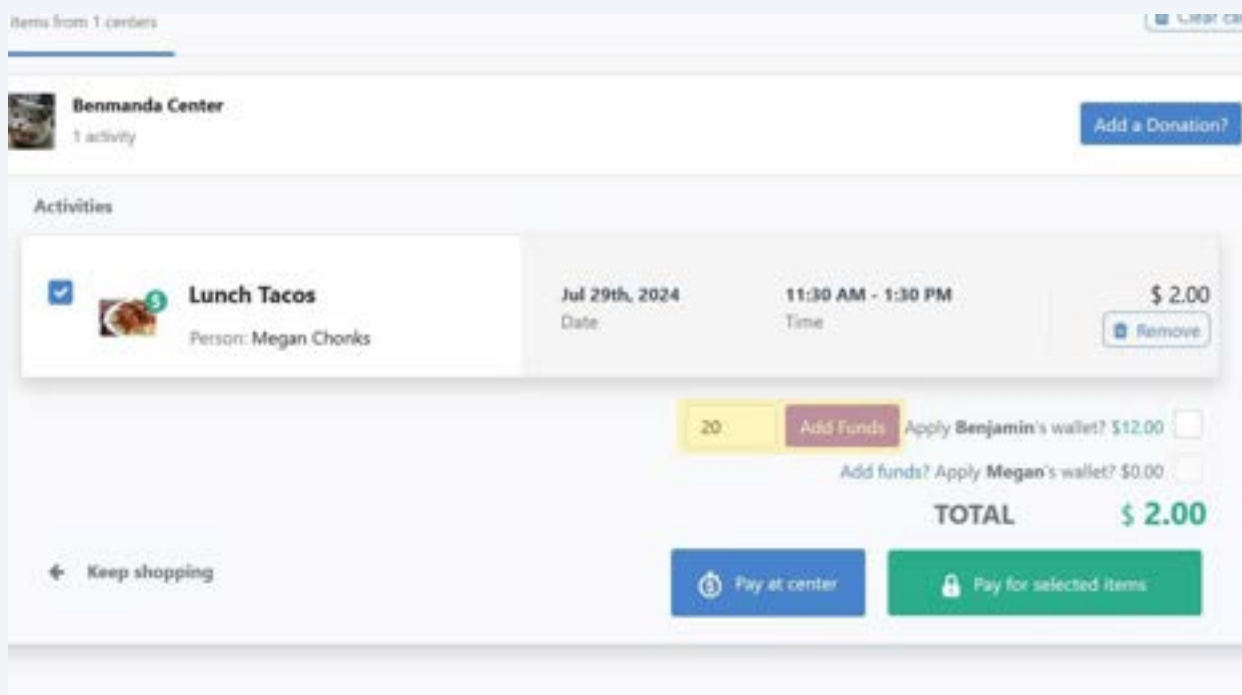 items from 1 centers
Clear
Benmanda Center
1 activity
Add a Donation?
Activities
Lunch Tacos
Person: Megan Chonks
Jul 29th, 2024
Date
11:30 AM - 1:30 PM
Time
$ 2.00
Remove
20 Add Funds Apply Benjamin's wallet? $12.00
Add funds? Apply Megan's wallet? $0.00
TOTAL $ 2.00
Keep shopping
Pay at center
Pay for selected items